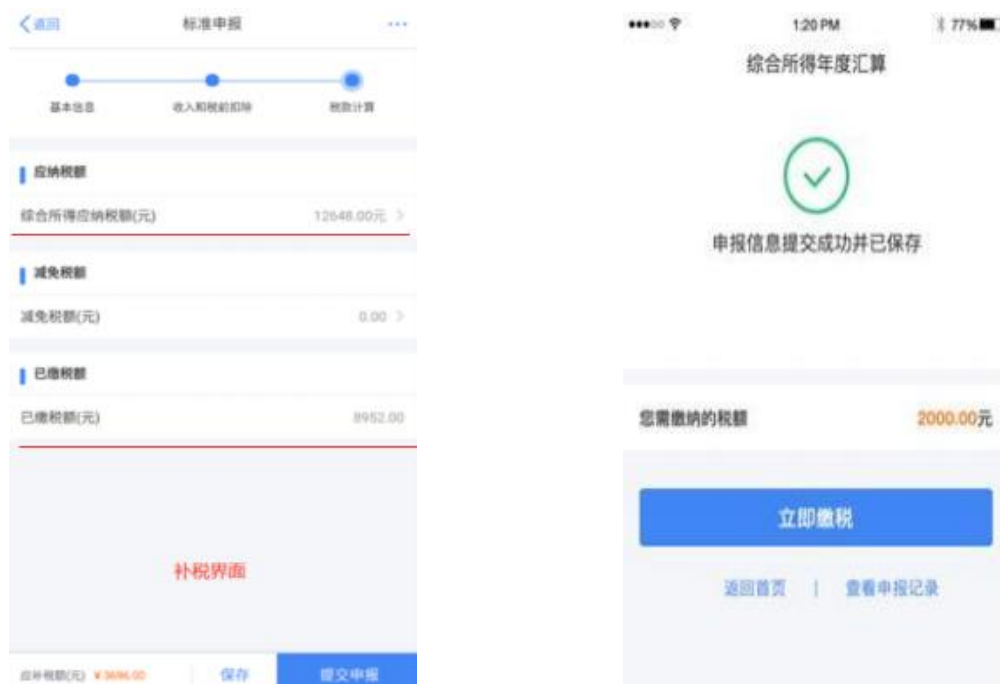 返回 标准申报 ...
基本信息 收入和税前扣除 税款计算
应纳税额
综合所得应纳税额(元) 12648.00元 >
减免税额
减免税额(元) 0.00 >
已缴税额
已缴税额(元) 8952.00
补税界面
应补税额(元) ¥3696.00 保存 提交申报
1:20 PM 77%
综合所得年度汇算
申报信息提交成功并已保存
您需缴纳的税额 2000.00元
立即缴税
返回首页 | 查看申报记录